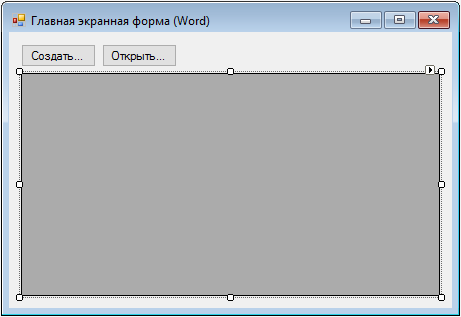 Главная экранная форма (Word)
Создать... Открыть...